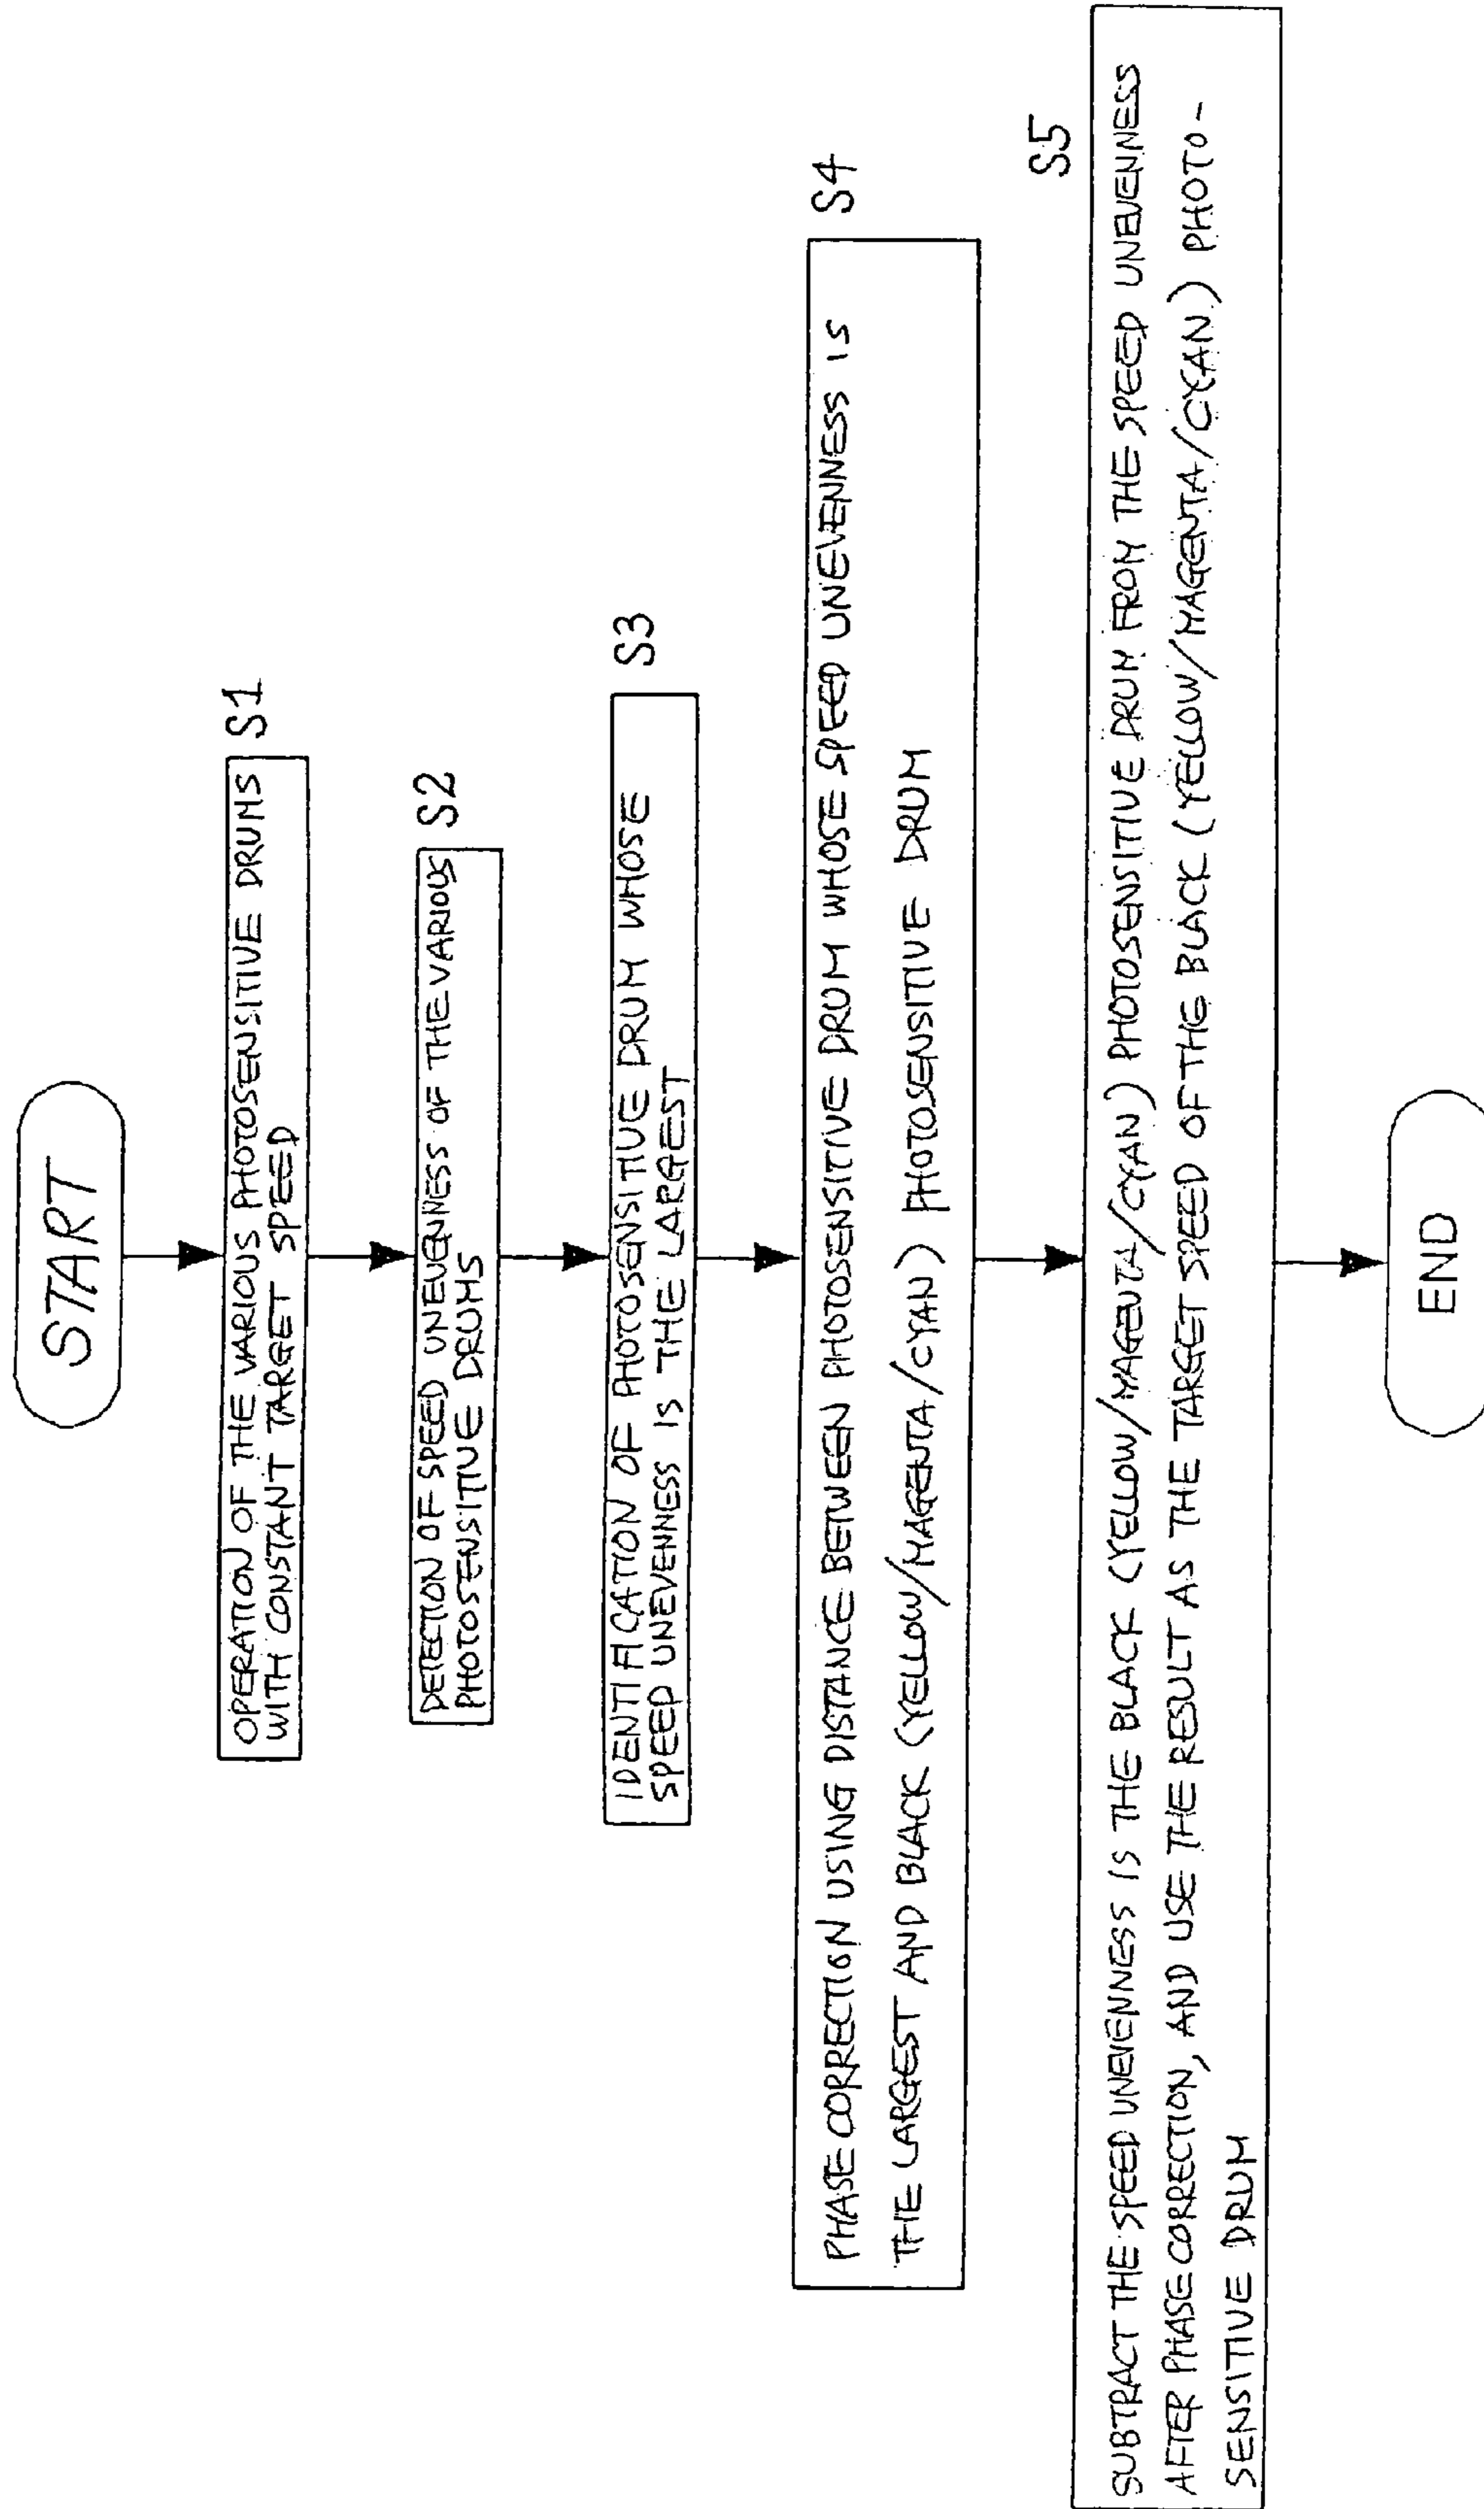 START
S1
OPERATION OF THE VARIOUS PHOTOSENSITIVE DRUMS
WITH CONSTANT TARGET SPEED
S2
DETECTION OF SPEED UNEVENNESS OF THE VARIOUS
PHOTOSENSITIVE DRUMS
S3
IDENTIFICATION OF PHOTOSENSITIVE DRUM WHOSE
SPEED UNEVENNESS IS THE LARGEST
S4
PHASE CORRECTION USING DISTANCE BETWEEN PHOTOSENSITIVE DRUM WHOSE SPEED UNEVENNESS IS
THE LARGEST AND BLACK (YELLOW/MAGENTA/CYAN) PHOTOSENSITIVE DRUM
S5
SUBTRACT THE SPEED UNEVENNESS IS THE BLACK (YELLOW/MAGENTA/CYAN) PHOTOSENSITIVE DRUM FROM THE SPEED UNEVENNESS
AFTER PHASE CORRECTION, AND USE THE RESULT AS THE TARGET SPEED OF THE BLACK (YELLOW/MAGENTA/CYAN) PHOTO-
SENSITIVE DRUM
END